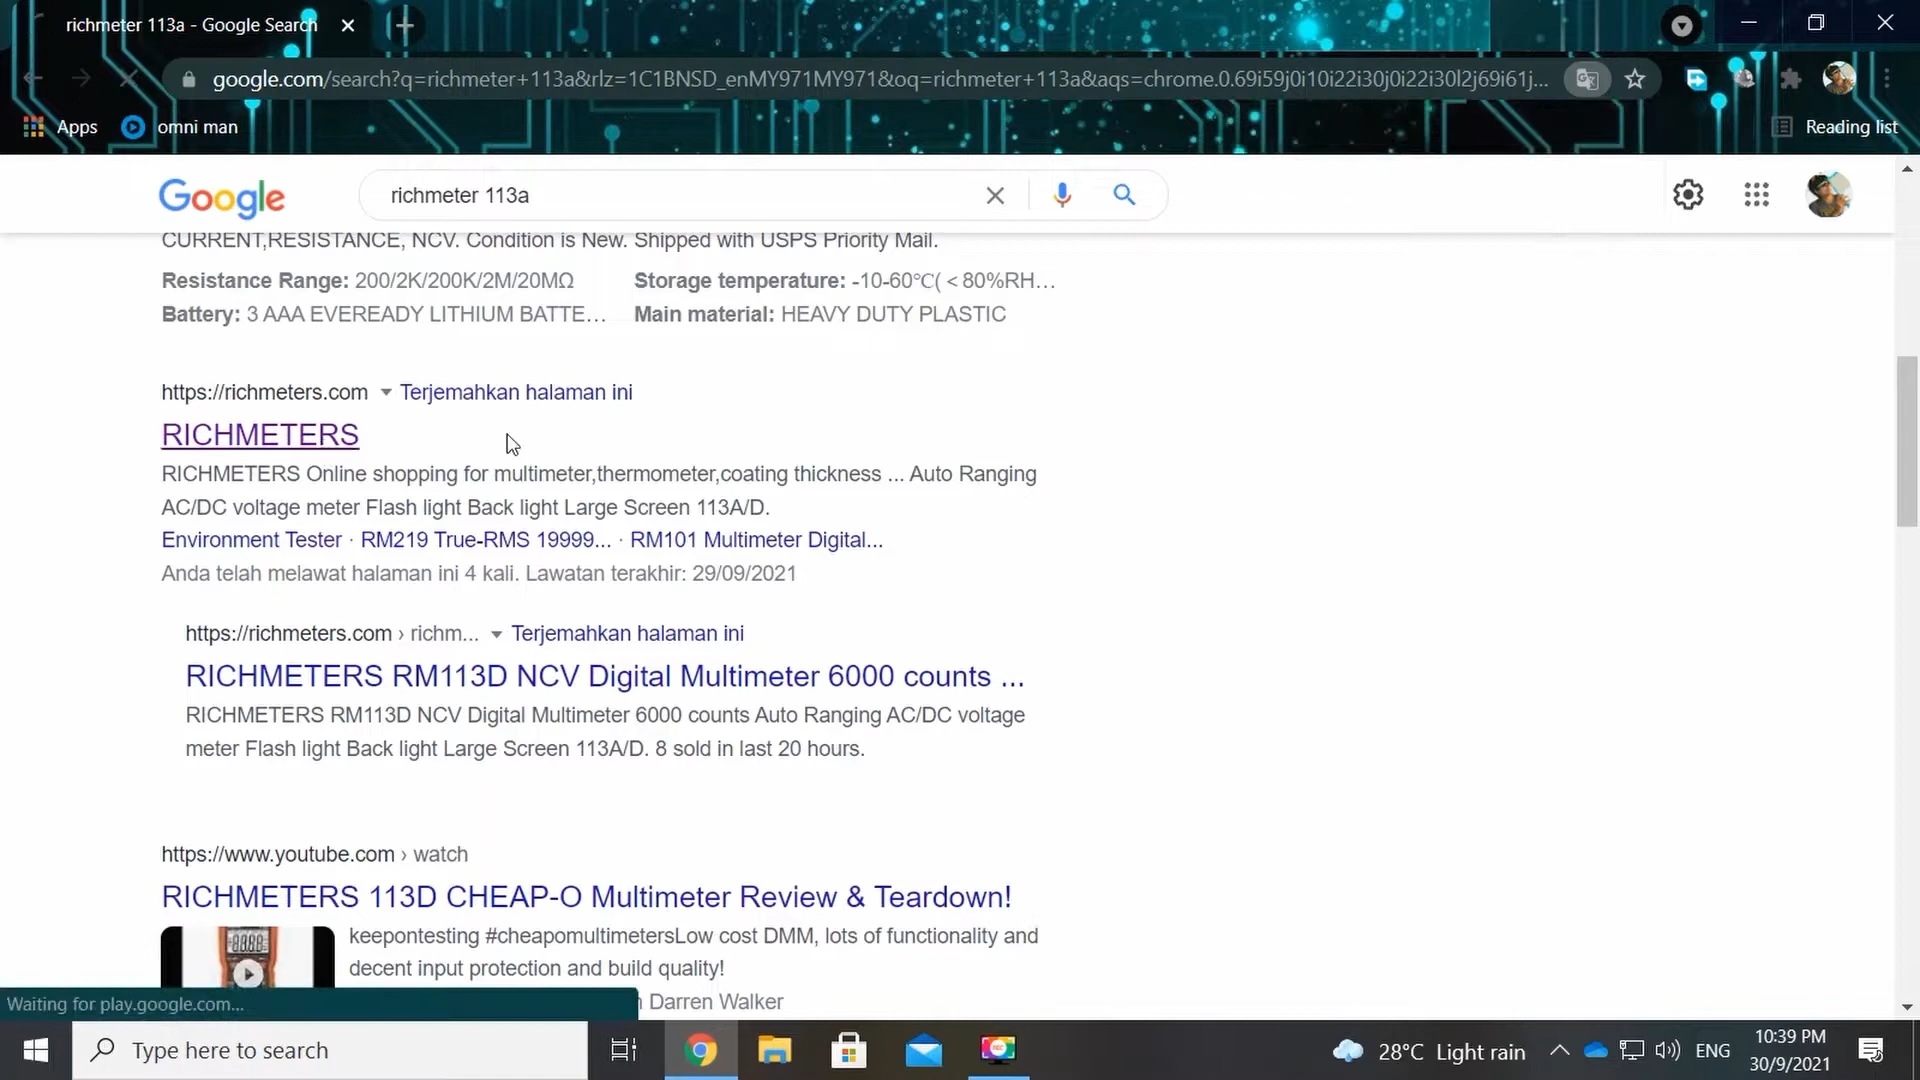 richmeter 113a - Google Search
google.com/search?q=richmeter+113a&rlz=1C1BNSD_enMY971MY971&oq=richmeter+113a&aqs=chrome.0.69i59j0i10i22i30j0i22i30l2j69i61j...
Apps
omni man
Reading list
Google
richmeter 113a
CURRENT,RESISTANCE, NCV. Condition is New. Shipped with USPS Priority Mail.
Resistance Range: 200/2K/200K/2M/20MΩ
Storage temperature: -10-60℃(<80%RH...
Battery: 3 AAA EVEREADY LITHIUM BATTE...
Main material: HEAVY DUTY PLASTIC
https://richmeters.com
Terjemahkan halaman ini
RICHMETERS
RICHMETERS Online shopping for multimeter,thermometer,coating thickness ... Auto Ranging
AC/DC voltage meter Flash light Back light Large Screen 113A/D.
Environment Tester · RM219 True-RMS 19999... · RM101 Multimeter Digital...
Anda telah melawat halaman ini 4 kali. Lawatan terakhir: 29/09/2021
https://richmeters.com › richm...
Terjemahkan halaman ini
RICHMETERS RM113D NCV Digital Multimeter 6000 counts ...
RICHMETERS RM113D NCV Digital Multimeter 6000 counts Auto Ranging AC/DC voltage
meter Flash light Back light Large Screen 113A/D. 8 sold in last 20 hours.
https://www.youtube.com › watch
RICHMETERS 113D CHEAP-O Multimeter Review & Teardown!
keepontesting #cheapomultimetersLow cost DMM, lots of functionality and
decent input protection and build quality!
Darren Walker
Waiting for play.google.com...
Type here to search
28°C Light rain
ENG
10:39 PM
30/9/2021